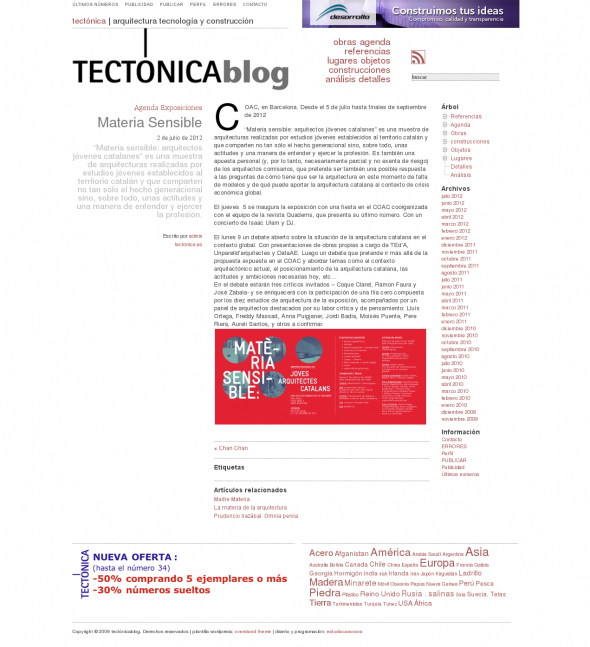 ÚLTIMOS NÚMEROS PUBLICIDAD PUBLICAR PERFIL ERRORES CONTACTO
tectónica | arquitectura tecnología y construcción
desarrolla
Construimos tus ideas
Compromiso, calidad y transparencia
TECTONICAblog
obras agenda
referencias
lugares objetos
construcciones
análisis detalles
buscar
Agenda Exposiciones
Materia Sensible
2 de julio de 2012
"Materia sensible: arquitectos
jóvenes catalanes" es una muestra de
arquitecturas realizadas por
estudios jóvenes establecidos al
territorio catalán y que comparten
no tan sólo el hecho generacional
sino, sobre todo, unas actitudes y
una manera de entender y ejercer
la profesión.
Escrito por admin
tectonica.es
COAC, en Barcelona. Desde el 5 de julio hasta finales de septiembre
de 2012
"Materia sensible: arquitectos jóvenes catalanes" es una muestra de
arquitecturas realizadas por estudios jóvenes establecidos al territorio catalán y
que comparten no tan sólo el hecho generacional sino, sobre todo, unas
actitudes y una manera de entender y ejercer la profesión. Es también una
apuesta personal (y, por lo tanto, necesariamente parcial y no exenta de riesgo)
de los arquitectos comisarios, que pretende ser también una posible respuesta
a las preguntas de cómo tiene que ser la arquitectura en este momento de falta
de modelos y de qué puede aportar la arquitectura catalana al contexto de crisis
económica global.
El jueves 5 se inaugura la exposición con una fiesta en el COAC coorganizada
con el equipo de la revista Quaderns, que presenta su último número. Con un
concierto de Isaac Ulam y DJ.
El lunes 9 un debate abierto sobre la situación de la arquitectura catalana en el
contexto global. Con presentaciones de obras propias a cargo de TEd'A,
Unparelld'arquitectes y DataAE. Luego un debate que pretende ir más allá de la
propuesta expuesta en el COAC y abordar temas como el contexto
arquitectónico actual, el posicionamiento de la arquitectura catalana, las
actitudes y ambiciones necesarias hoy, etc...
En el debate estarán tres críticos invitados – Coque Claret, Ramon Faura y
José Zabala- y se enriquecerá con la participación de una fila cero compuesta
por los diez estudios de arquitectura de la exposición, acompañados por un
panel de arquitectos destacados por su labor crítica y de pensamiento: Lluís
Ortega, Freddy Massad, Anna Puigjaner, Jordi Badia, Moisés Puente, Pere
Riera, Aureli Santos, y otros a confirmar.
MATÈ-
RIA
SENSI-
BLE:
JOVES
ARQUITECTES
CATALANS
« Chan Chan
Etiquetas
Artículos relacionados
Madre Materia
La materia de la arquitectura
Prudencio Irazábal. Omnia pervia
Árbol
Referencias
Agenda
Obras
construcciones
Objetos
Lugares
Detalles
Análisis
Archivos
julio 2012
junio 2012
mayo 2012
abril 2012
marzo 2012
febrero 2012
enero 2012
diciembre 2011
noviembre 2011
octubre 2011
septiembre 2011
agosto 2011
julio 2011
junio 2011
mayo 2011
abril 2011
marzo 2011
febrero 2011
enero 2011
diciembre 2010
noviembre 2010
octubre 2010
septiembre 2010
agosto 2010
julio 2010
junio 2010
mayo 2010
abril 2010
marzo 2010
febrero 2010
enero 2010
diciembre 2009
noviembre 2009
Información
Contacto
ERRORES
Perfil
PUBLICAR
Publicidad
Últimos números
TECTONICA
NUEVA OFERTA :
(hasta el número 34)
-50% comprando 5 ejemplares o más
-30% números sueltos
Acero Afganistan América Arabia Saudí Argentina Asia
Australia Bolivia Canada Chile China España Europa Francia Galicia
Georgia Hormigón India Irán Irlanda Iran Japón Kirguistán Ladrillo
Madera Minarete Móvil Oceanía Papúa Nueva Guinea Perú Pesca
Piedra Plástico Reino Unido Rusia . salinas Siria Suecia. Telas
Tierra Turkmenistan Turquía Túnez USA África
Copyright © 2009 tectónicablog. Derechos reservados | plantilla wordpress: overstand theme | diseño y programación: estudiocaravana